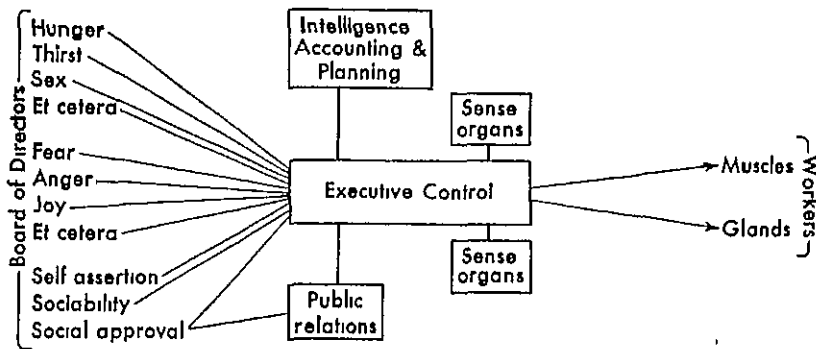 Board of Directors
Hunger
Thirst
Sex
Et cetera
Fear
Anger
Joy
Et cetera
Self assertion
Sociability
Social approval
Intelligence
Accounting &
Planning
Sense
organs
Executive Control
Sense
organs
Public
relations
Muscles
Glands
Workers